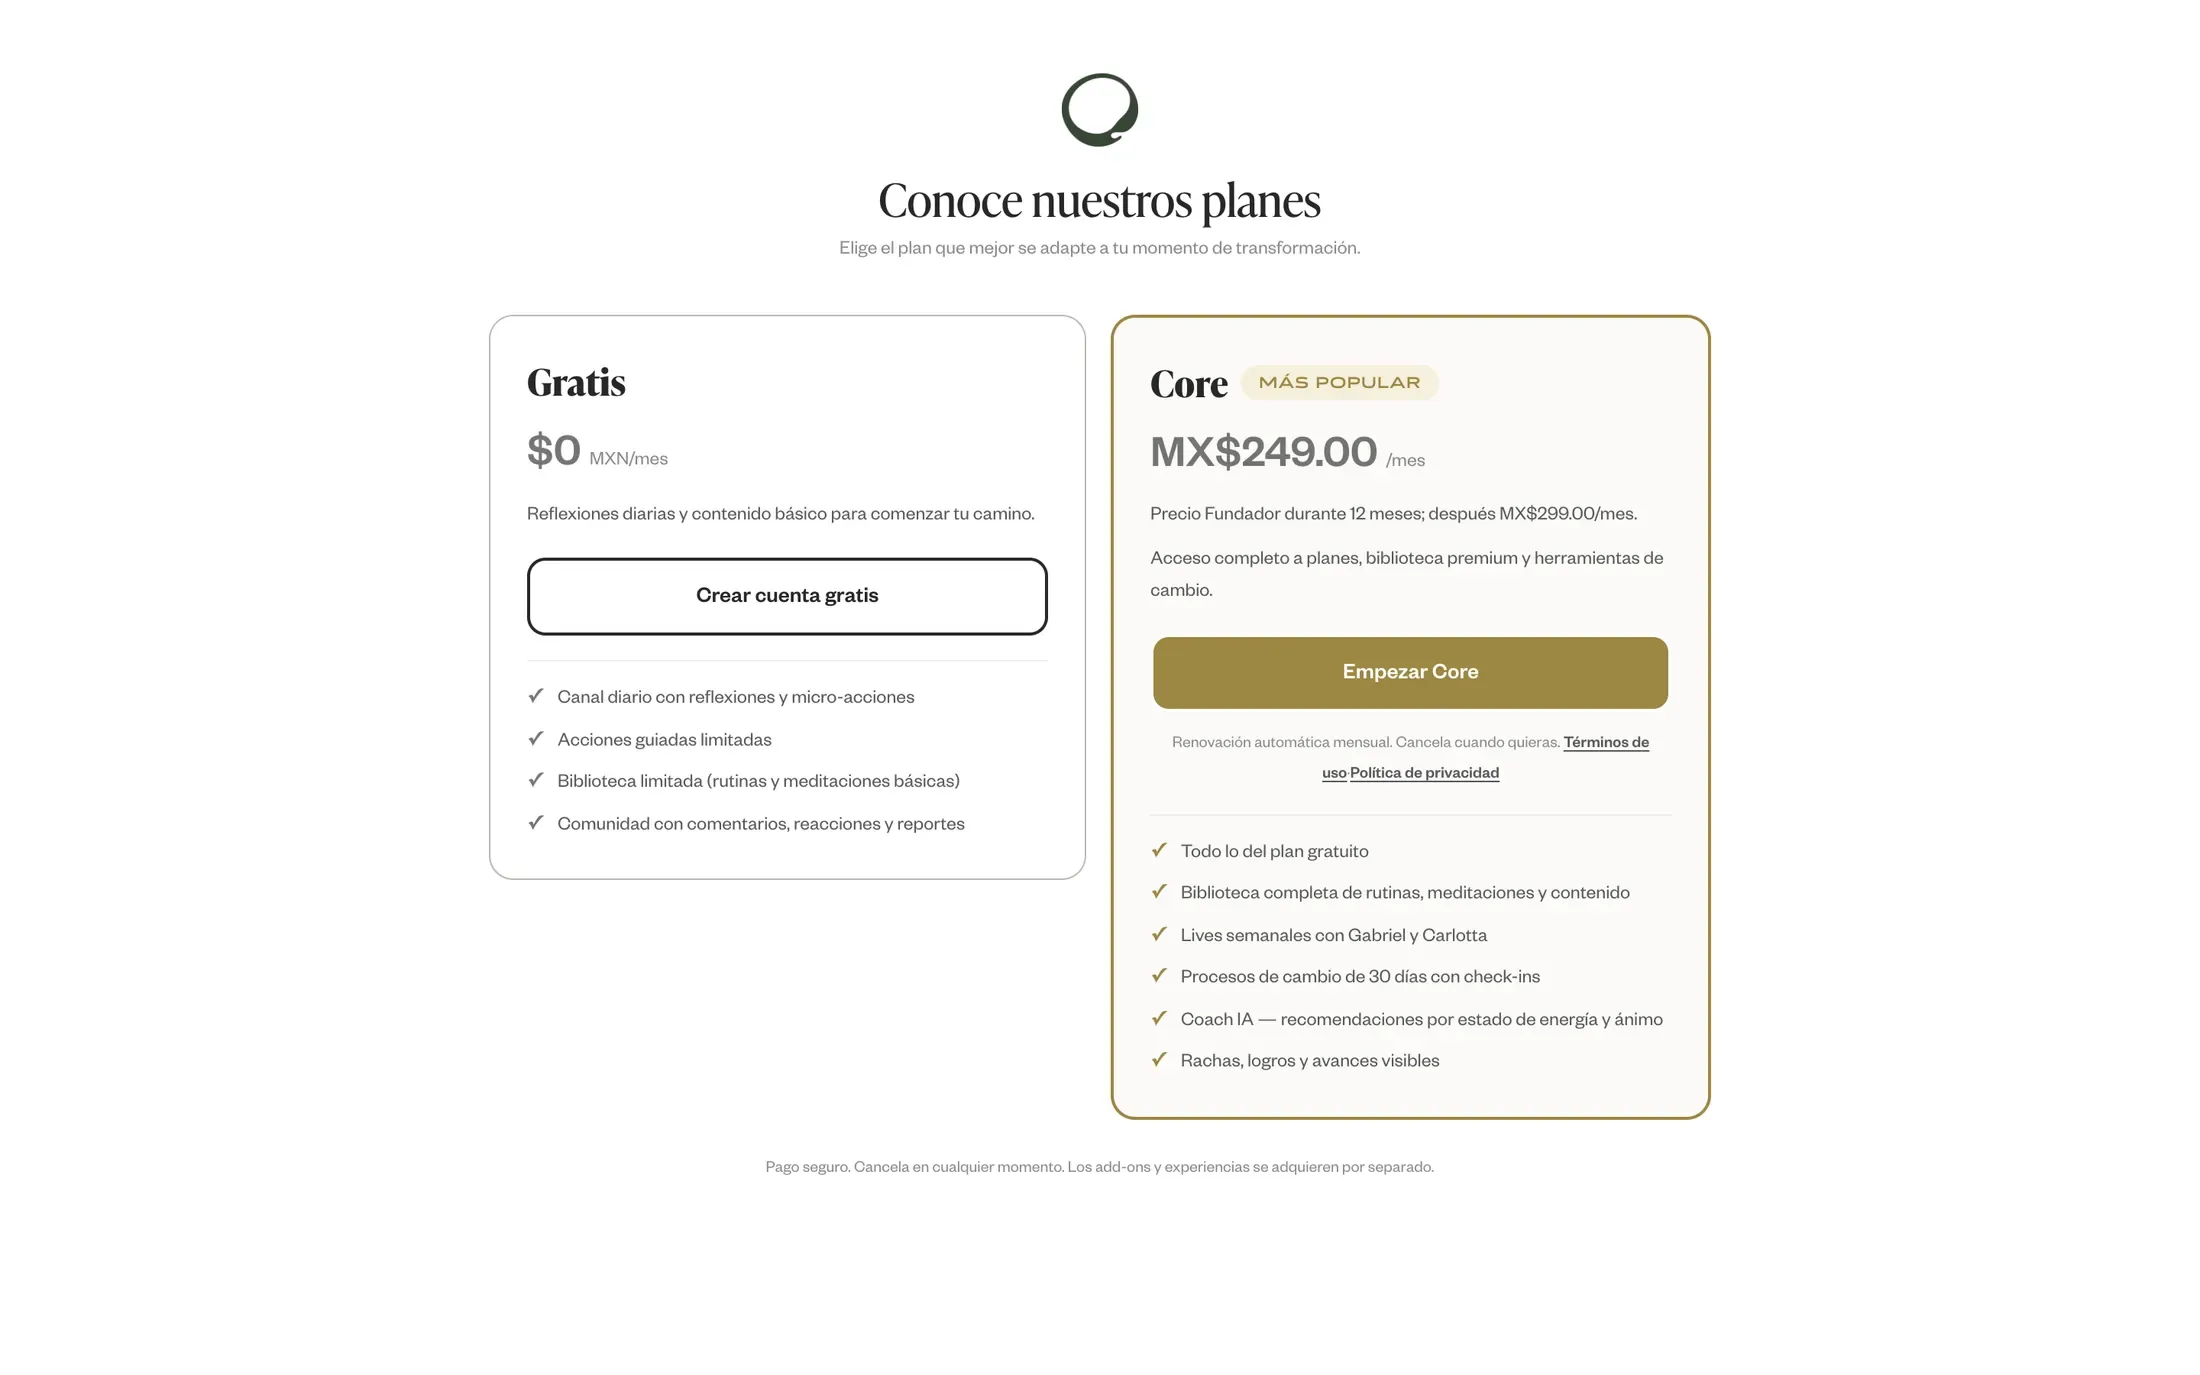 Conoce nuestros planes
Elige el plan que mejor se adapte a tu momento de transformación.
Gratis
$0 MXN/mes
Reflexiones diarias y contenido básico para comenzar tu camino.
Crear cuenta gratis
✓ Canal diario con reflexiones y micro-acciones
✓ Acciones guiadas limitadas
✓ Biblioteca limitada (rutinas y meditaciones básicas)
✓ Comunidad con comentarios, reacciones y reportes
Core MÁS POPULAR
MX$249.00 /mes
Precio Fundador durante 12 meses; después MX$299.00/mes.
Acceso completo a planes, biblioteca premium y herramientas de
cambio.
Empezar Core
Renovación automática mensual. Cancela cuando quieras. Términos de
uso·Política de privacidad
✓ Todo lo del plan gratuito
✓ Biblioteca completa de rutinas, meditaciones y contenido
✓ Lives semanales con Gabriel y Carlotta
✓ Procesos de cambio de 30 días con check-ins
✓ Coach IA — recomendaciones por estado de energía y ánimo
✓ Rachas, logros y avances visibles
Pago seguro. Cancela en cualquier momento. Los add-ons y experiencias se adquieren por separado.